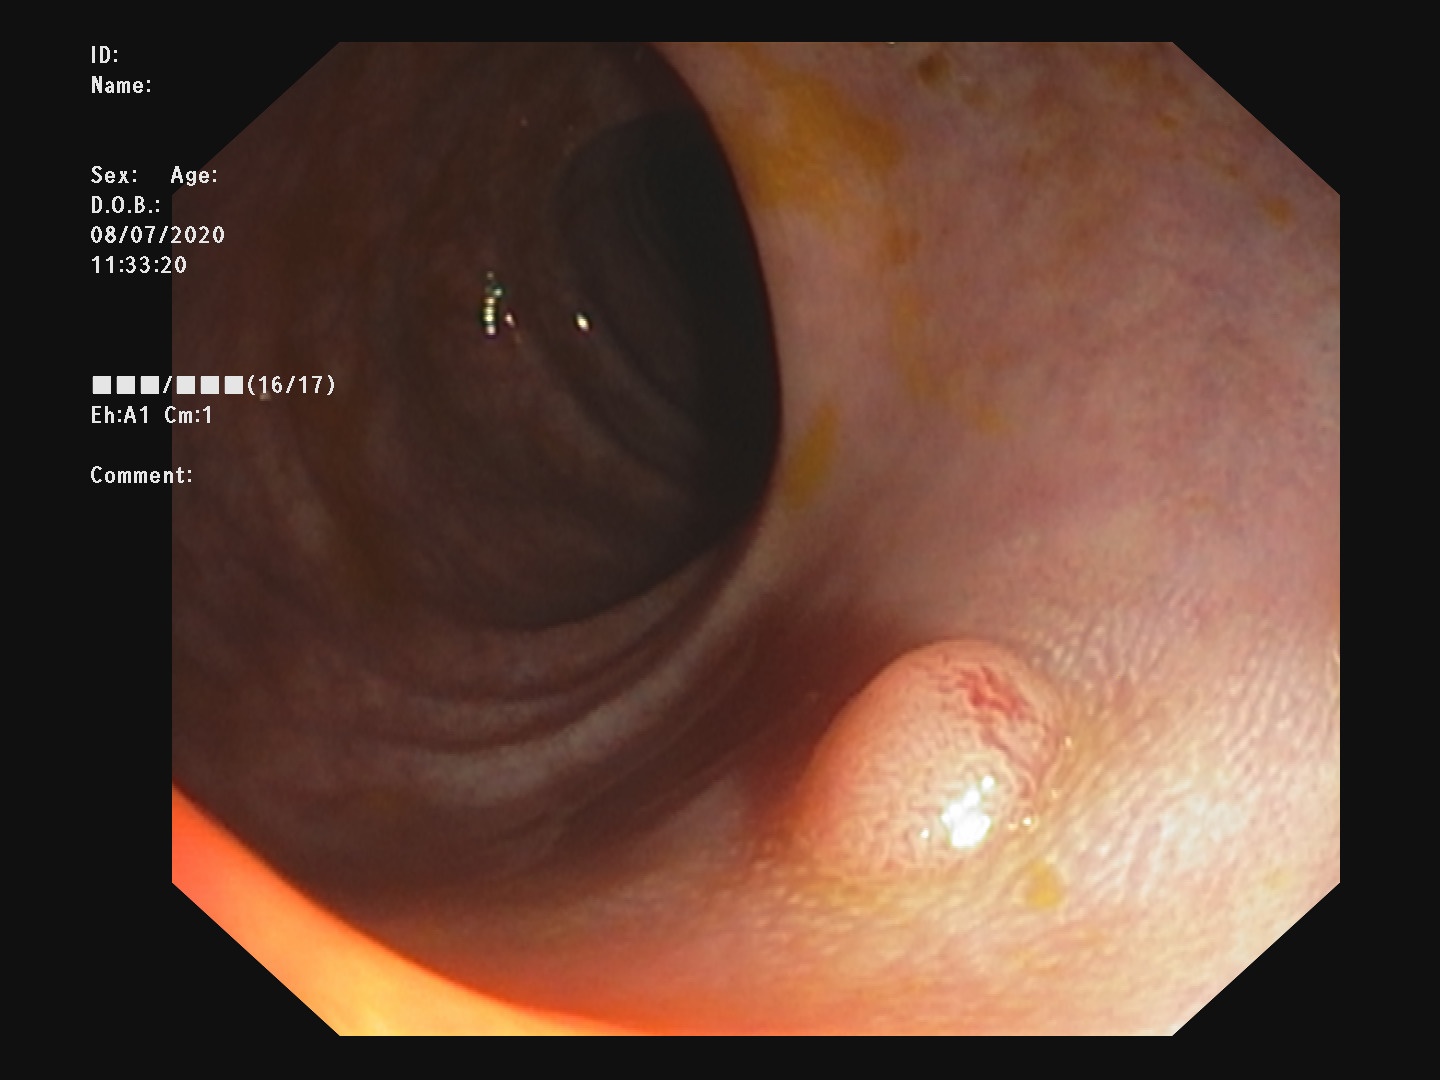 ID:
Name:
Sex: Age:
D.O.B.:
08/07/2020
11:33:20
■■■/■■■(16/17)
Eh:A1 Cm:1
Comment: